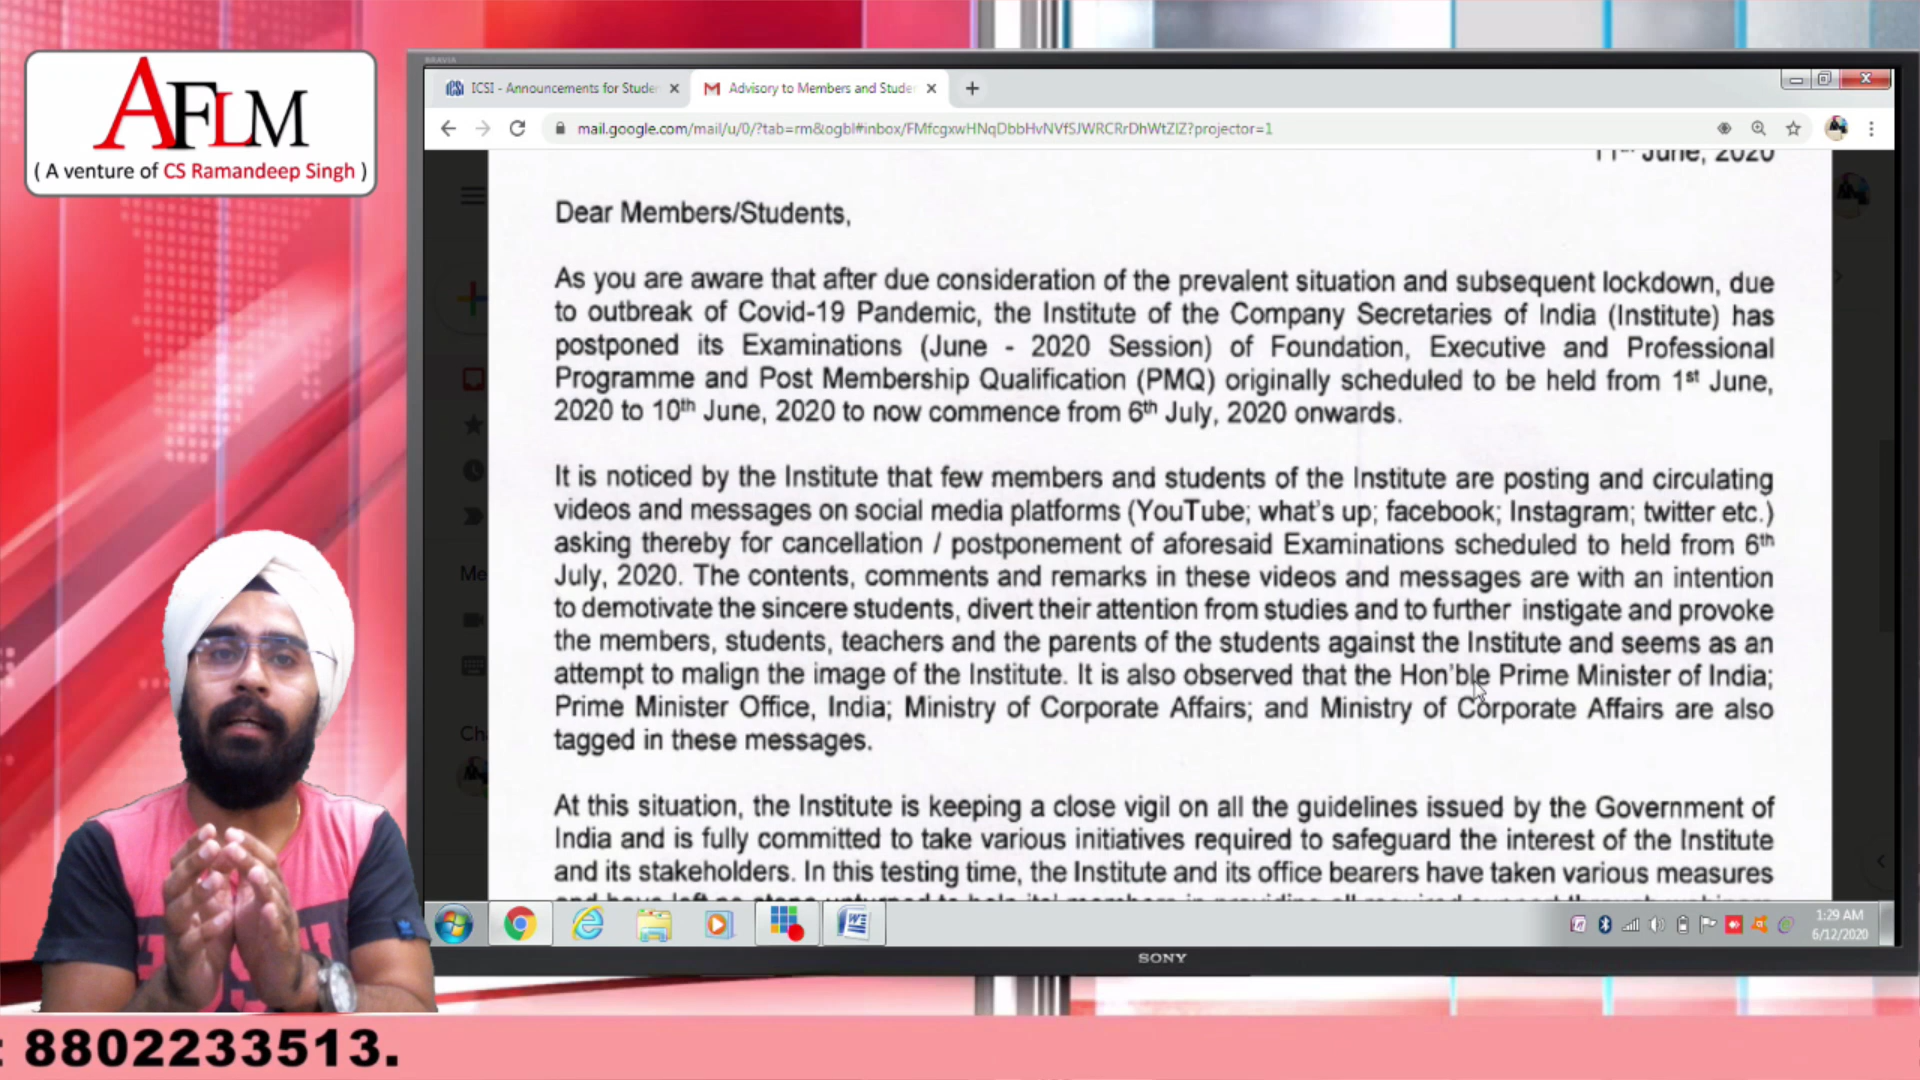 AFLM
( A venture of CS Ramandeep Singh )
BRAVIA
ICSI - Announcements for Stude
Advisory to Members and Stude
mail.google.com/mail/u/0/?tab=rm&ogbl#inbox/FMfcgxwHNqDbbHvNVfSJWRCRrDhWtZlZ?projector=1
11st June, 2020
Dear Members/Students,
As you are aware that after due consideration of the prevalent situation and subsequent lockdown, due
to outbreak of Covid-19 Pandemic, the Institute of the Company Secretaries of India (Institute) has
postponed its Examinations (June - 2020 Session) of Foundation, Executive and Professional
Programme and Post Membership Qualification (PMQ) originally scheduled to be held from 1st June,
2020 to 10th June, 2020 to now commence from 6th July, 2020 onwards.
It is noticed by the Institute that few members and students of the Institute are posting and circulating
videos and messages on social media platforms (YouTube; what's up; facebook; Instagram; twitter etc.)
asking thereby for cancellation / postponement of aforesaid Examinations scheduled to held from 6th
July, 2020. The contents, comments and remarks in these videos and messages are with an intention
to demotivate the sincere students, divert their attention from studies and to further instigate and provoke
the members, students, teachers and the parents of the students against the Institute and seems as an
attempt to malign the image of the Institute. It is also observed that the Hon'ble Prime Minister of India;
Prime Minister Office, India; Ministry of Corporate Affairs; and Ministry of Corporate Affairs are also
tagged in these messages.
At this situation, the Institute is keeping a close vigil on all the guidelines issued by the Government of
India and is fully committed to take various initiatives required to safeguard the interest of the Institute
and its stakeholders. In this testing time, the Institute and its office bearers have taken various measures
Me
Ch
1:29 AM
6/12/2020
SONY
: 8802233513.